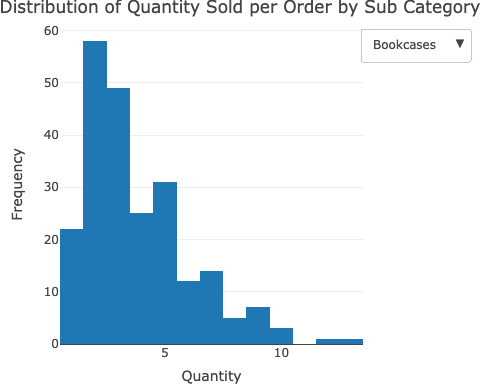 Distribution of Quantity Sold per Order by Sub Category
Bookcases ▼
60
50
40
30
20
10
0
Frequency
5
10
Quantity